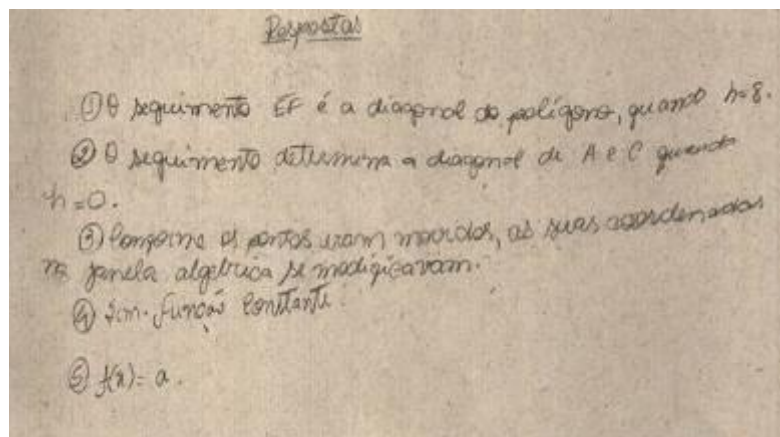 Respostas
① O seguimento EF é a diagonal do polígono, quando h=8.
② O seguimento determina a diagonal de A e C quando
h=0.
③ Conforme os pontos eram movidos, as suas coordenadas
na janela algébrica se modificavam.
④ Sim. Função Constante.
⑤ f(x)= a.